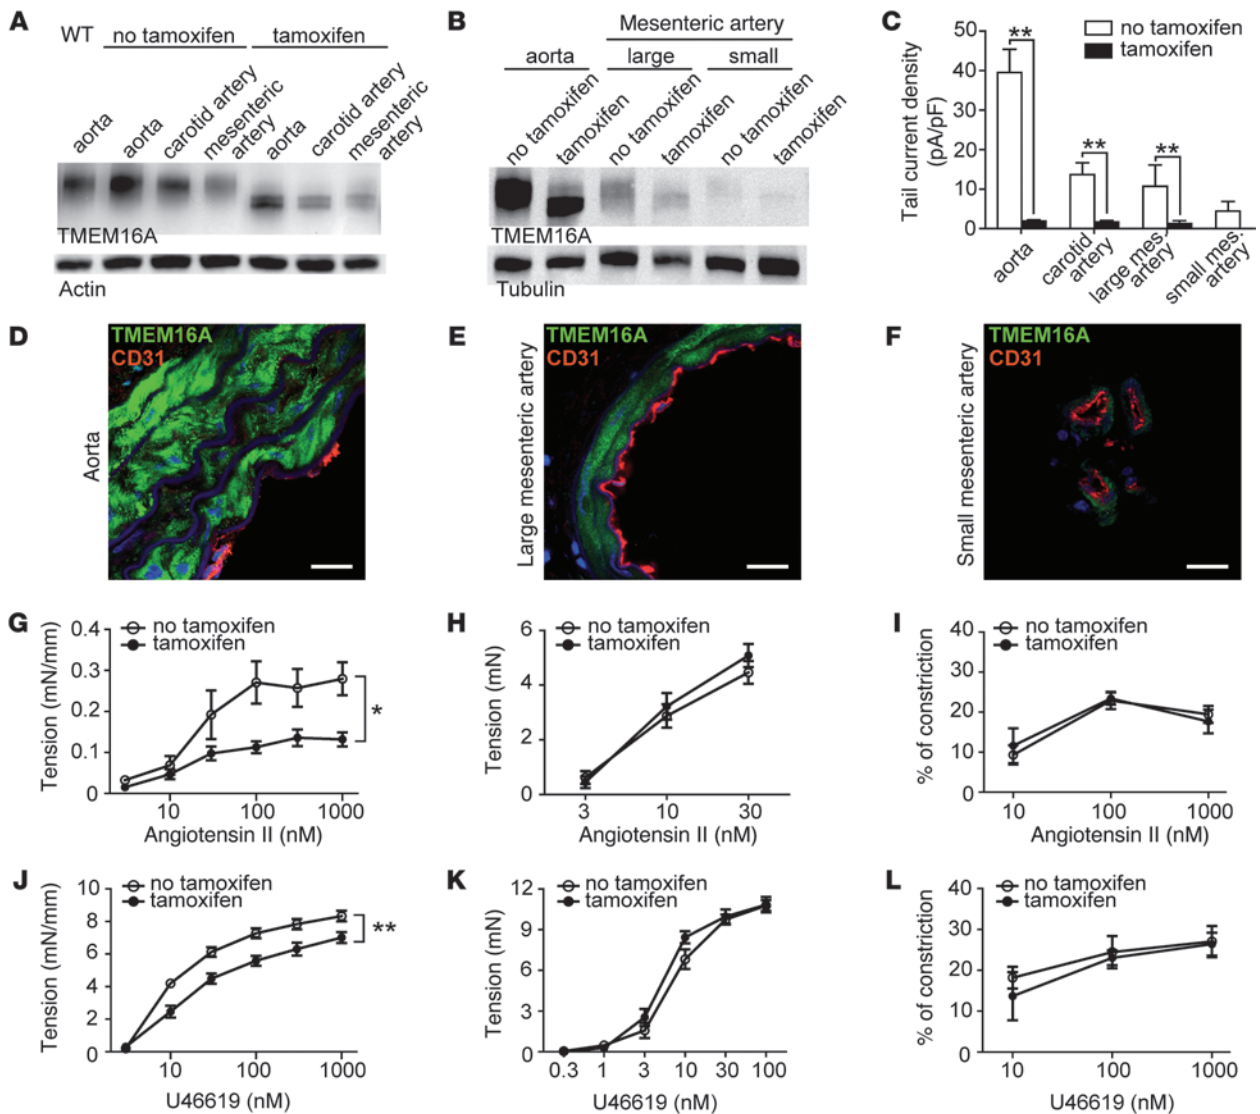 A
WT
no tamoxifen
tamoxifen
aorta
aorta
carotid artery
mesenteric
artery
aorta
carotid artery
mesenteric
artery
TMEM16A
Actin
B
Mesenteric artery
aorta
large
small
no tamoxifen
tamoxifen
no tamoxifen
tamoxifen
no tamoxifen
tamoxifen
TMEM16A
Tubulin
C
no tamoxifen
tamoxifen
Tail current density
(pA/pF)
50
40
30
20
10
0
**
**
**
aorta
carotid
artery
large mes.
artery
small mes.
artery
D
Aorta
TMEM16A
CD31
E
Large mesenteric artery
TMEM16A
CD31
F
Small mesenteric artery
TMEM16A
CD31
G
no tamoxifen
tamoxifen
Tension (mN/mm)
0.4
0.3
0.2
0.1
0
*
10 100 1000
Angiotensin II (nM)
H
no tamoxifen
tamoxifen
Tension (mN)
6
4
2
0
3 10 30
Angiotensin II (nM)
I
no tamoxifen
tamoxifen
% of constriction
40
30
20
10
0
10 100 1000
Angiotensin II (nM)
J
no tamoxifen
tamoxifen
Tension (mN/mm)
10
8
6
4
2
0
**
10 100 1000
U46619 (nM)
K
no tamoxifen
tamoxifen
Tension (mN)
12
9
6
3
0
0.3 1 3 10 30 100
U46619 (nM)
L
no tamoxifen
tamoxifen
% of constriction
40
30
20
10
0
10 100 1000
U46619 (nM)